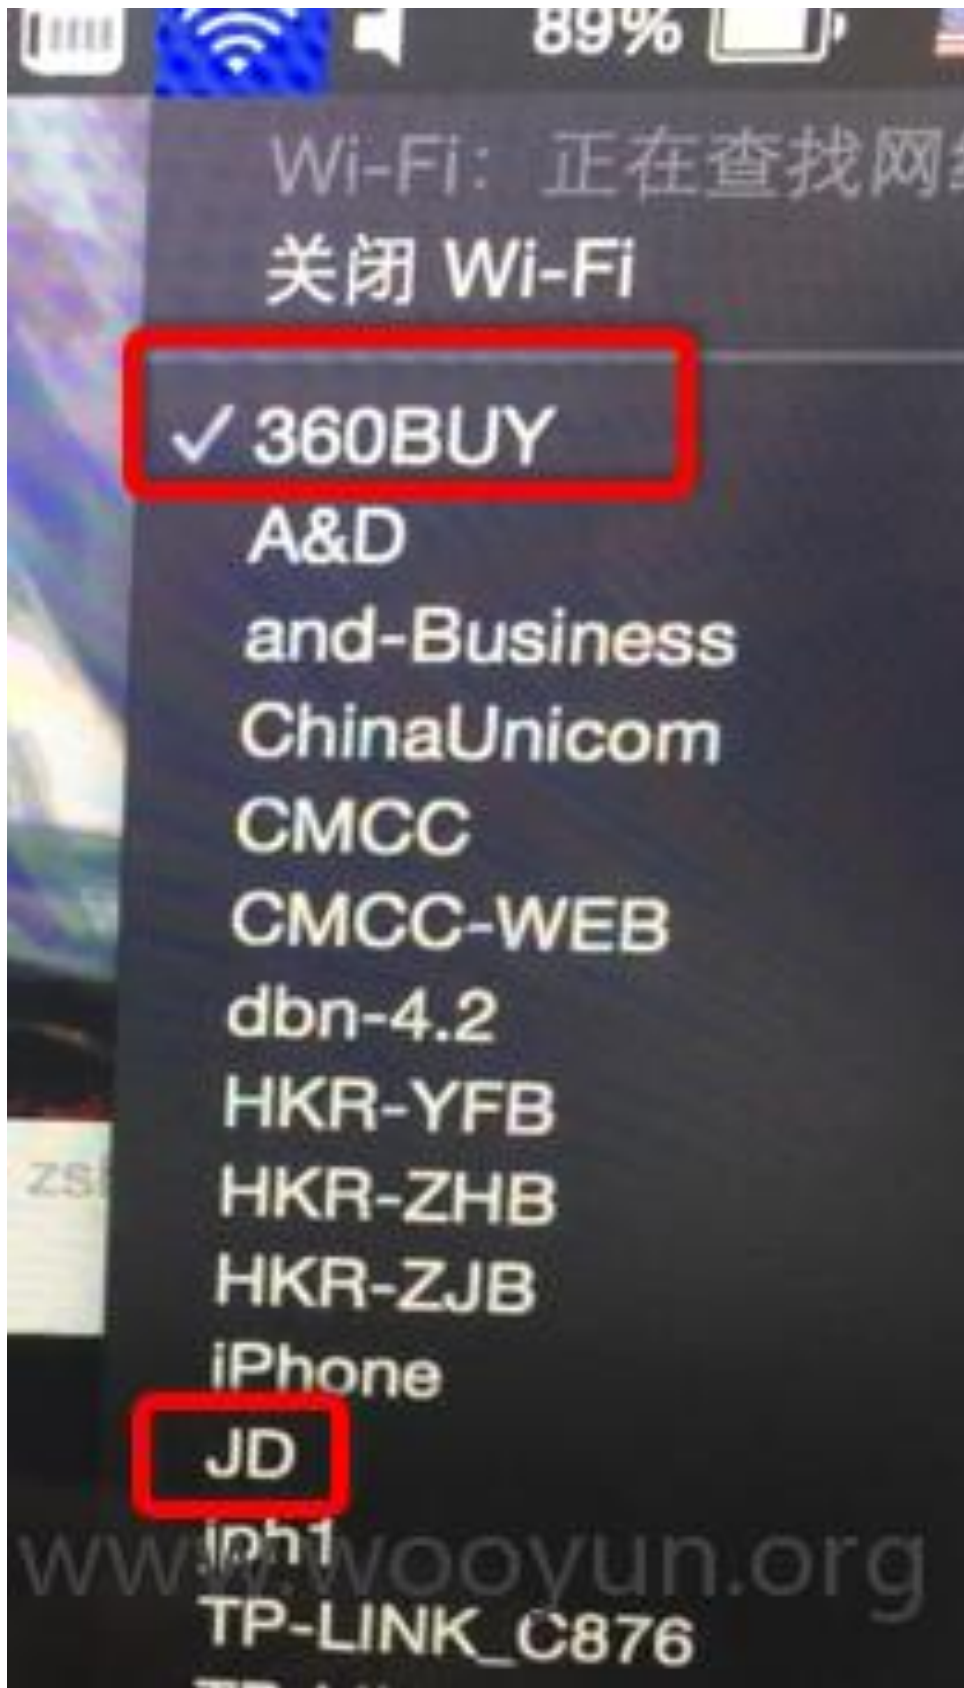 89%
Wi-Fi：正在查找网
关闭 Wi-Fi
✓ 360BUY
A&D
and-Business
ChinaUnicom
CMCC
CMCC-WEB
dbn-4.2
HKR-YFB
HKR-ZHB
HKR-ZJB
iPhone
JD
jph1
www.wooyun.org
TP-LINK_C876